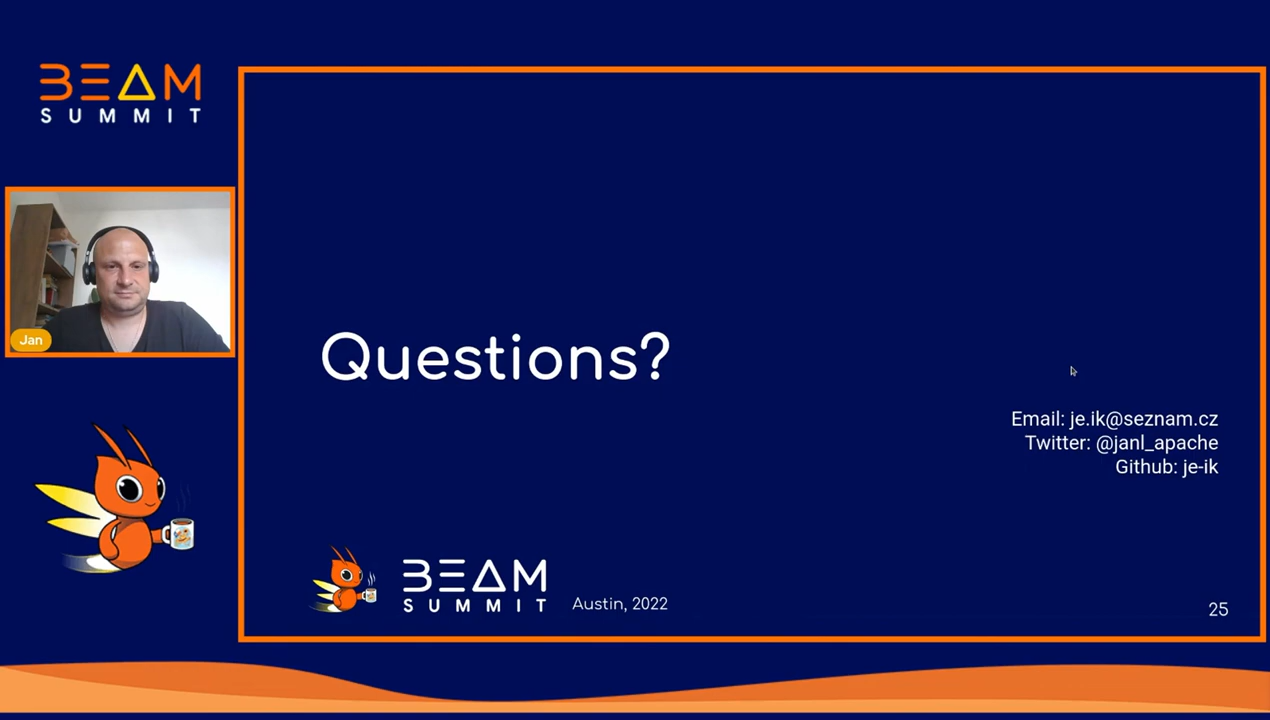 BEAM
SUMMIT
Jan
Questions?
Email: je.ik@seznam.cz
Twitter: @janl_apache
Github: je-ik
BEAM
SUMMIT
Austin, 2022
25